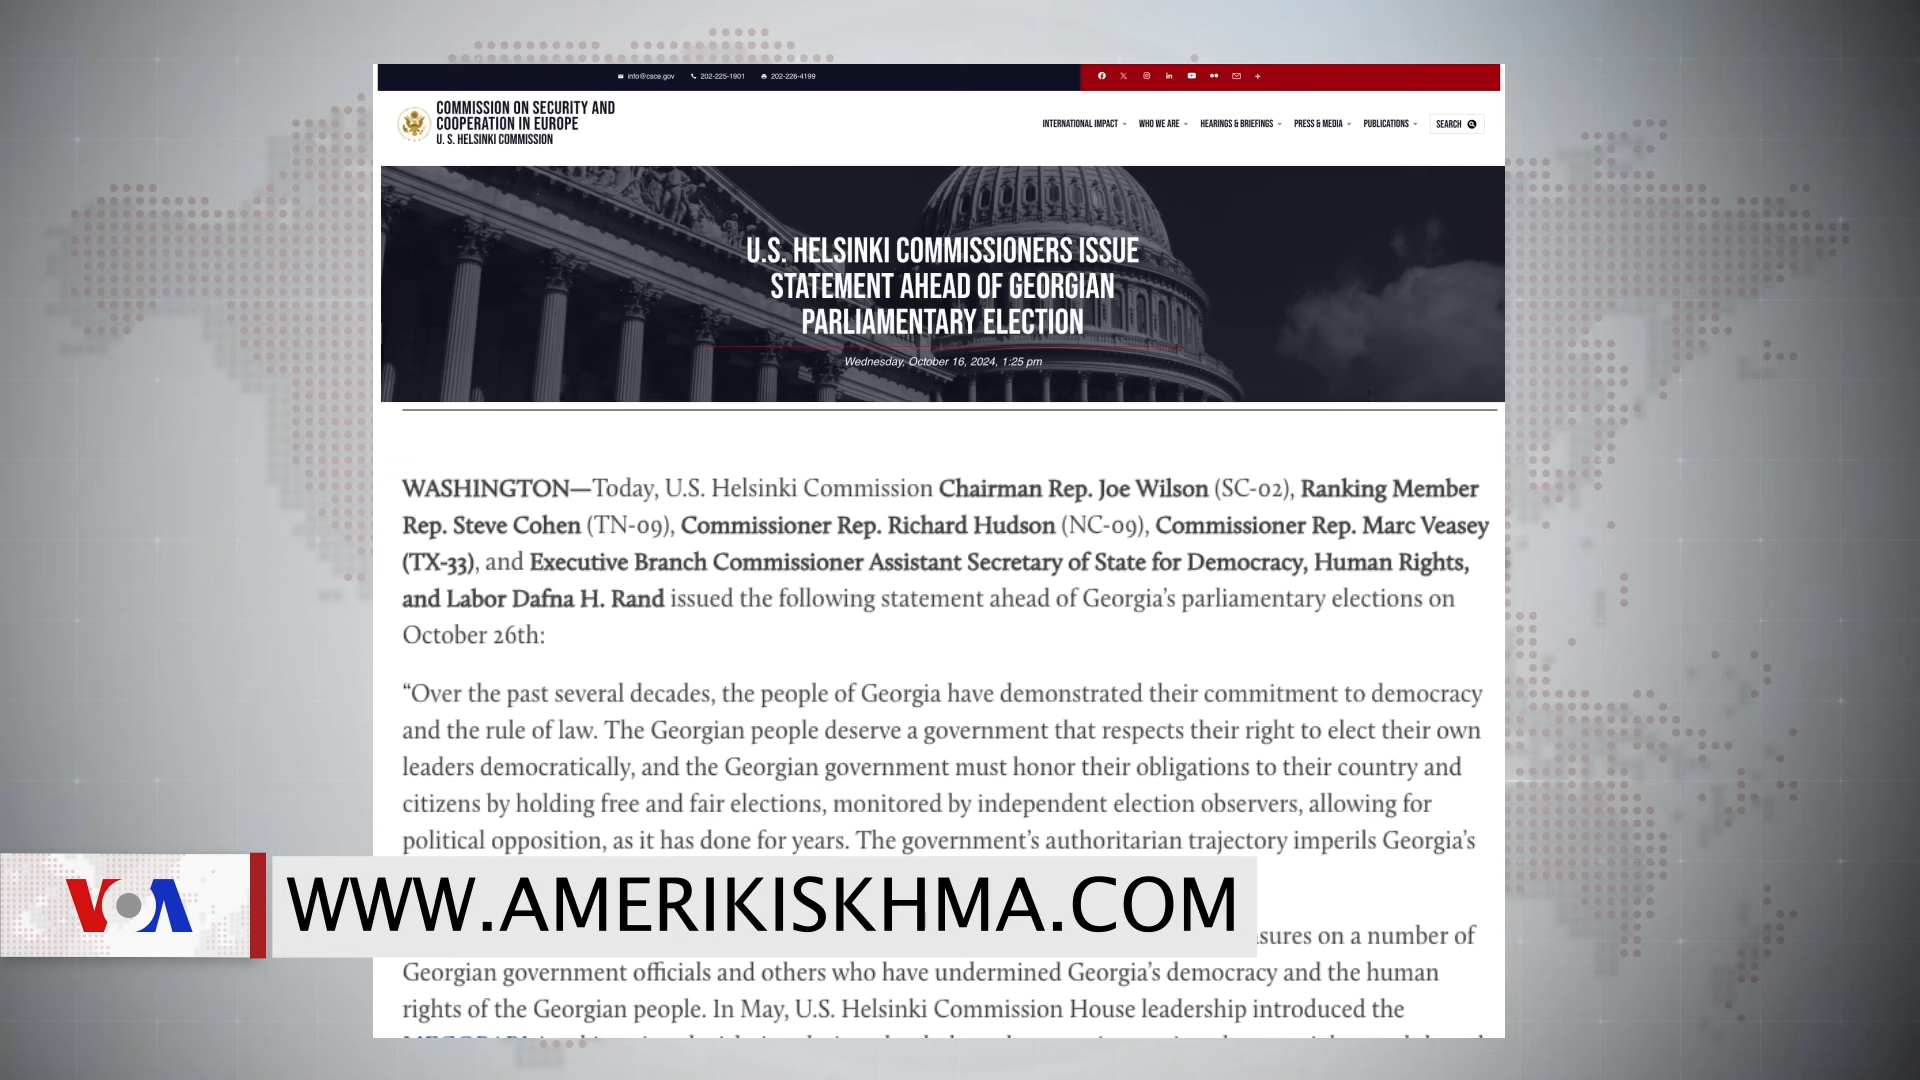 info@csce.gov 202-225-1901 202-226-4199
COMMISSION ON SECURITY AND
COOPERATION IN EUROPE
U. S. HELSINKI COMMISSION
INTERNATIONAL IMPACT WHO WE ARE HEARINGS & BRIEFINGS PRESS & MEDIA PUBLICATIONS SEARCH
U.S. HELSINKI COMMISSIONERS ISSUE
STATEMENT AHEAD OF GEORGIAN
PARLIAMENTARY ELECTION
Wednesday, October 16, 2024, 1:25 pm
WASHINGTON—Today, U.S. Helsinki Commission Chairman Rep. Joe Wilson (SC-02), Ranking Member
Rep. Steve Cohen (TN-09), Commissioner Rep. Richard Hudson (NC-09), Commissioner Rep. Marc Veasey
(TX-33), and Executive Branch Commissioner Assistant Secretary of State for Democracy, Human Rights,
and Labor Dafna H. Rand issued the following statement ahead of Georgia's parliamentary elections on
October 26th:
“Over the past several decades, the people of Georgia have demonstrated their commitment to democracy
and the rule of law. The Georgian people deserve a government that respects their right to elect their own
leaders democratically, and the Georgian government must honor their obligations to their country and
citizens by holding free and fair elections, monitored by independent election observers, allowing for
political opposition, as it has done for years. The government's authoritarian trajectory imperils Georgia's
VOA
WWW.AMERIKISKHMA.COM
on a number of
Georgian government officials and others who have undermined Georgia's democracy and the human
rights of the Georgian people. In May, U.S. Helsinki Commission House leadership introduced the